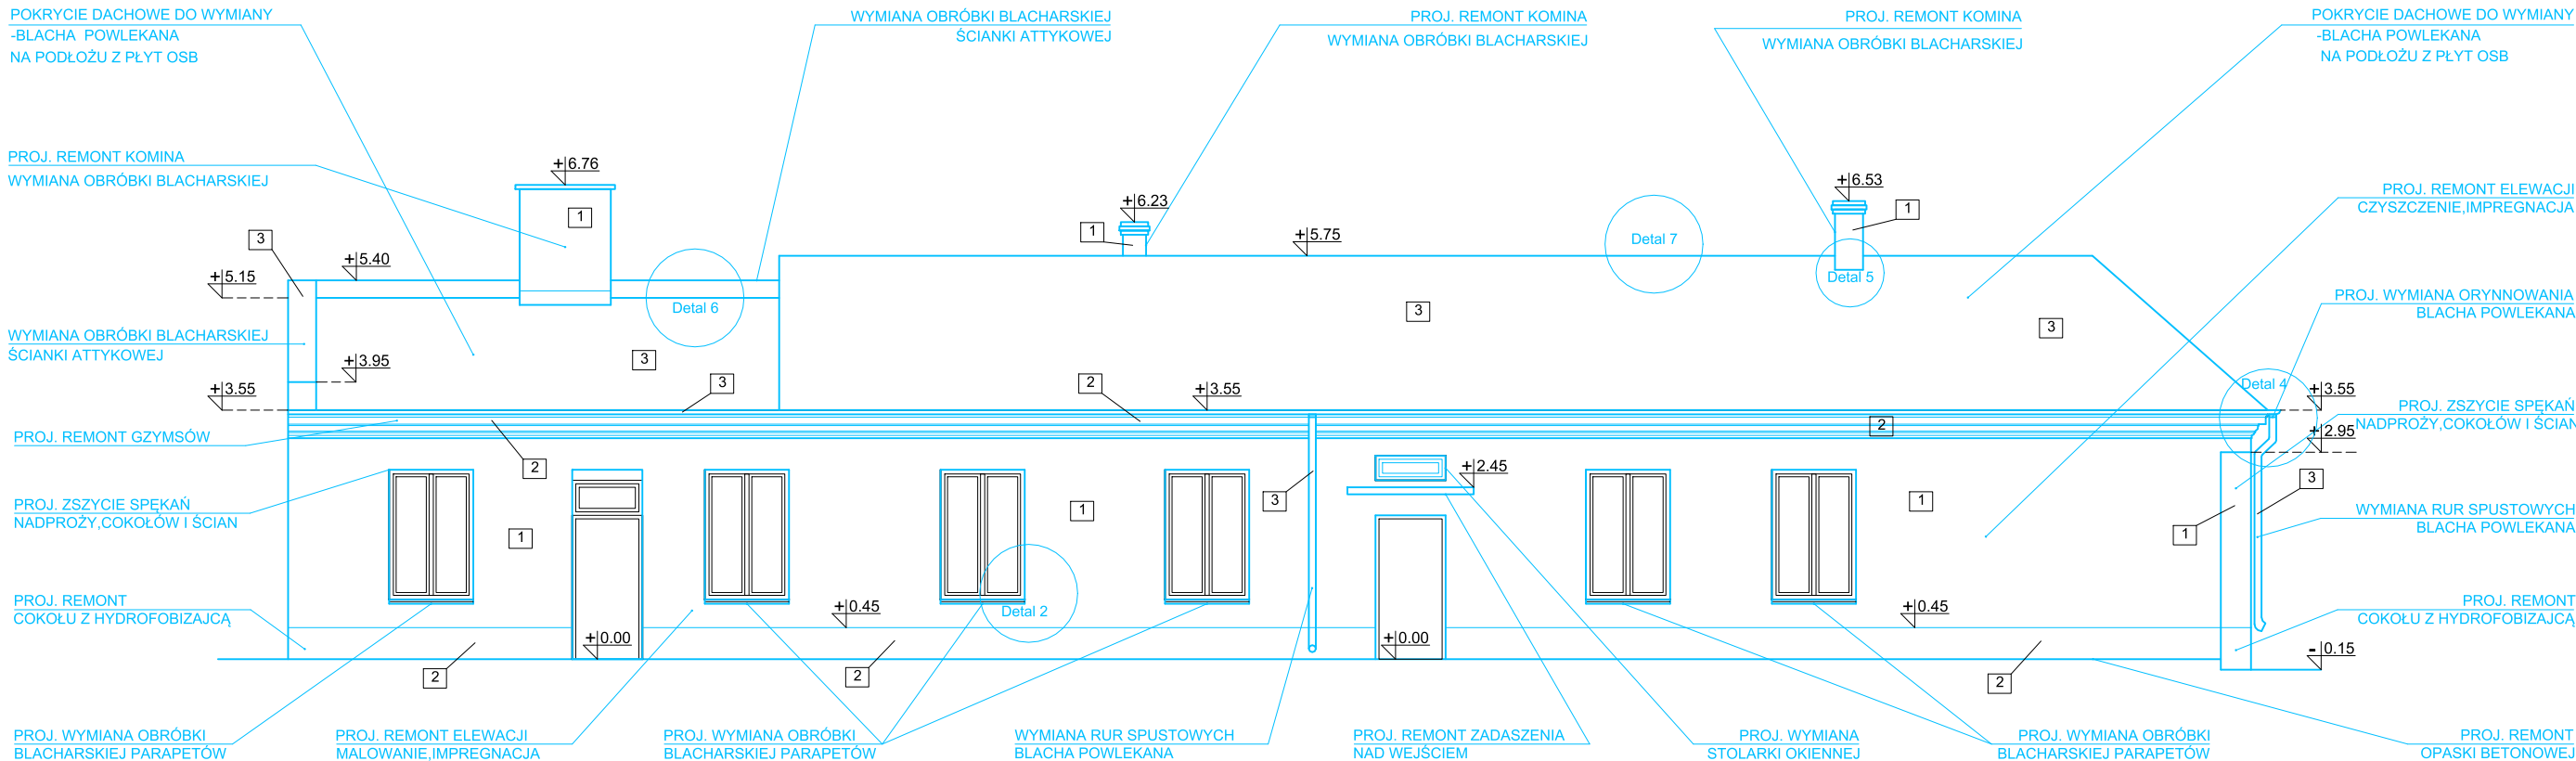 POKRYCIE DACHOWE DO WYMIANY
-BLACHA POWLEKANA
NA PODŁOŻU Z PŁYT OSB
WYMIANA OBRÓBKI BLACHARSKIEJ
ŚCIANKI ATTYKOWEJ
PROJ. REMONT KOMINA
WYMIANA OBRÓBKI BLACHARSKIEJ
PROJ. REMONT KOMINA
WYMIANA OBRÓBKI BLACHARSKIEJ
POKRYCIE DACHOWE DO WYMIANY
-BLACHA POWLEKANA
NA PODŁOŻU Z PŁYT OSB
PROJ. REMONT KOMINA
WYMIANA OBRÓBKI BLACHARSKIEJ
+6.76
1
+6.23
1
+6.53
1
PROJ. REMONT ELEWACJI
CZYSZCZENIE,IMPREGNACJA
3
+5.15
+5.40
+5.75
Detal 7
Detal 5
Detal 6
PROJ. WYMIANA ORYNNOWANIA
BLACHA POWLEKANA
3
3
WYMIANA OBRÓBKI BLACHARSKIEJ
ŚCIANKI ATTYKOWEJ
+3.95
3
+3.55
3
2
+3.55
Detal 4
+3.55
PROJ. ZSZYCIE SPĘKAŃ
NADPROŻY,COKOŁÓW I ŚCIAN
PROJ. REMONT GZYMSÓW
2
+2.95
2
+2.45
3
PROJ. ZSZYCIE SPĘKAŃ
NADPROŻY,COKOŁÓW I ŚCIAN
1
1
3
1
1
WYMIANA RUR SPUSTOWYCH
BLACHA POWLEKANA
PROJ. REMONT
COKOŁU Z HYDROFOBIZAJCĄ
Detal 2
+0.45
+0.45
PROJ. REMONT
COKOŁU Z HYDROFOBIZAJCĄ
+0.00
+0.00
-0.15
2
2
2
PROJ. WYMIANA OBRÓBKI
BLACHARSKIEJ PARAPETÓW
PROJ. REMONT ELEWACJI
MALOWANIE,IMPREGNACJA
PROJ. WYMIANA OBRÓBKI
BLACHARSKIEJ PARAPETÓW
WYMIANA RUR SPUSTOWYCH
BLACHA POWLEKANA
PROJ. REMONT ZADASZENIA
NAD WEJŚCIEM
PROJ. WYMIANA
STOLARKI OKIENNEJ
PROJ. WYMIANA OBRÓBKI
BLACHARSKIEJ PARAPETÓW
PROJ. REMONT
OPASKI BETONOWEJ